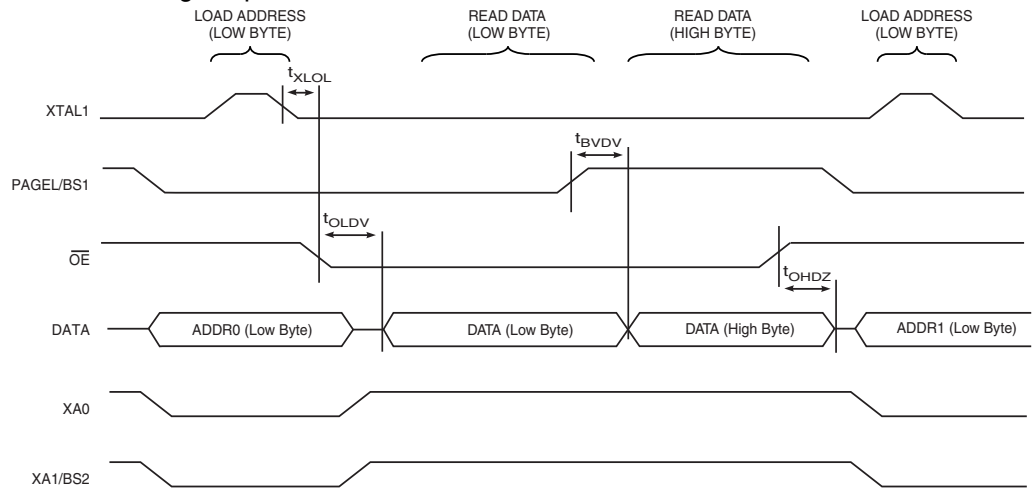 LOAD ADDRESS
(LOW BYTE)
READ DATA
(LOW BYTE)
READ DATA
(HIGH BYTE)
LOAD ADDRESS
(LOW BYTE)
tXLOL
XTAL1
tBVDV
PAGEL/BS1
tOLDV
OE
tOHDZ
DATA
ADDR0 (Low Byte)
DATA (Low Byte)
DATA (High Byte)
ADDR1 (Low Byte)
XA0
XA1/BS2